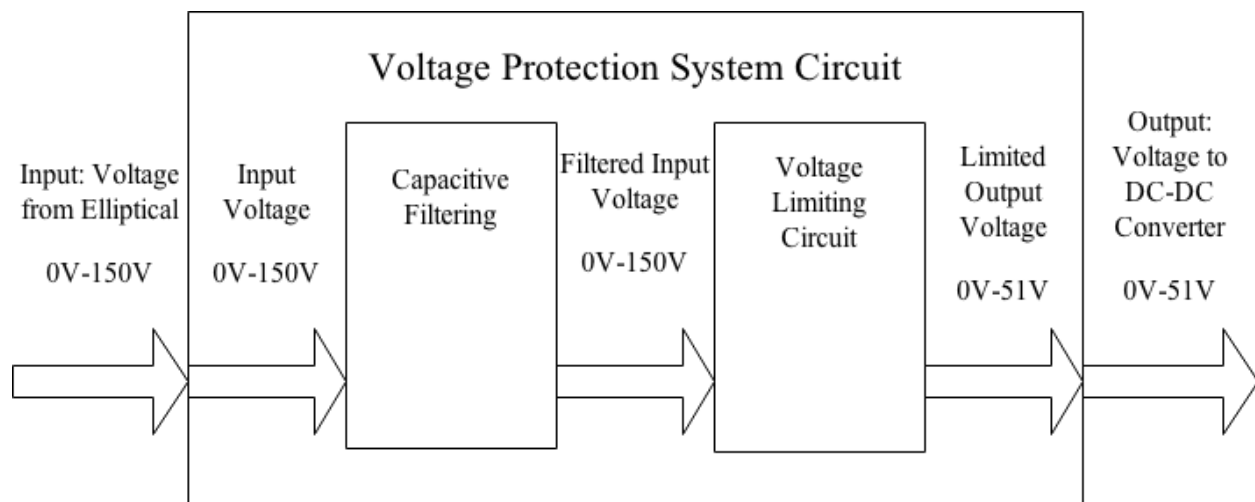 Voltage Protection System Circuit
Input: Voltage
from Elliptical
0V-150V
Input
Voltage
0V-150V
Capacitive
Filtering
Filtered Input
Voltage
0V-150V
Voltage
Limiting
Circuit
Limited
Output
Voltage
0V-51V
Output:
Voltage to
DC-DC
Converter
0V-51V